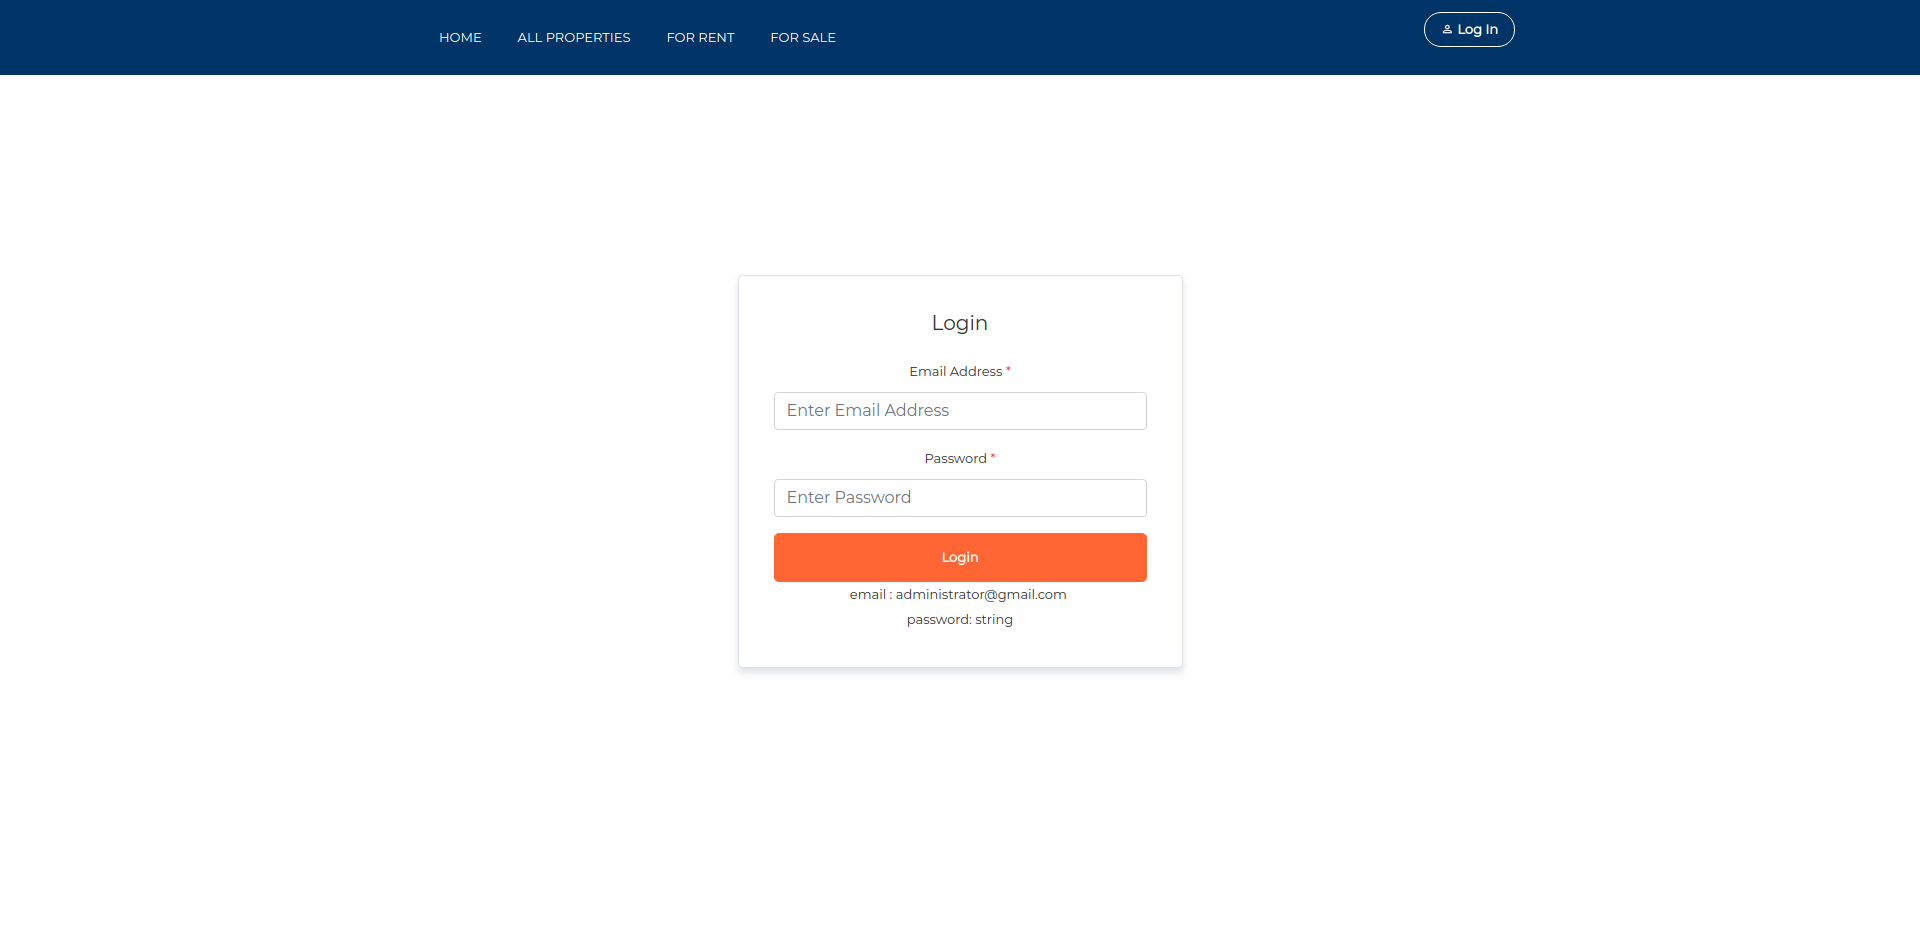 HOME ALL PROPERTIES FOR RENT FOR SALE Log In
Login
Email Address *
Enter Email Address
Password *
Enter Password
Login
email : administrator@gmail.com
password: string